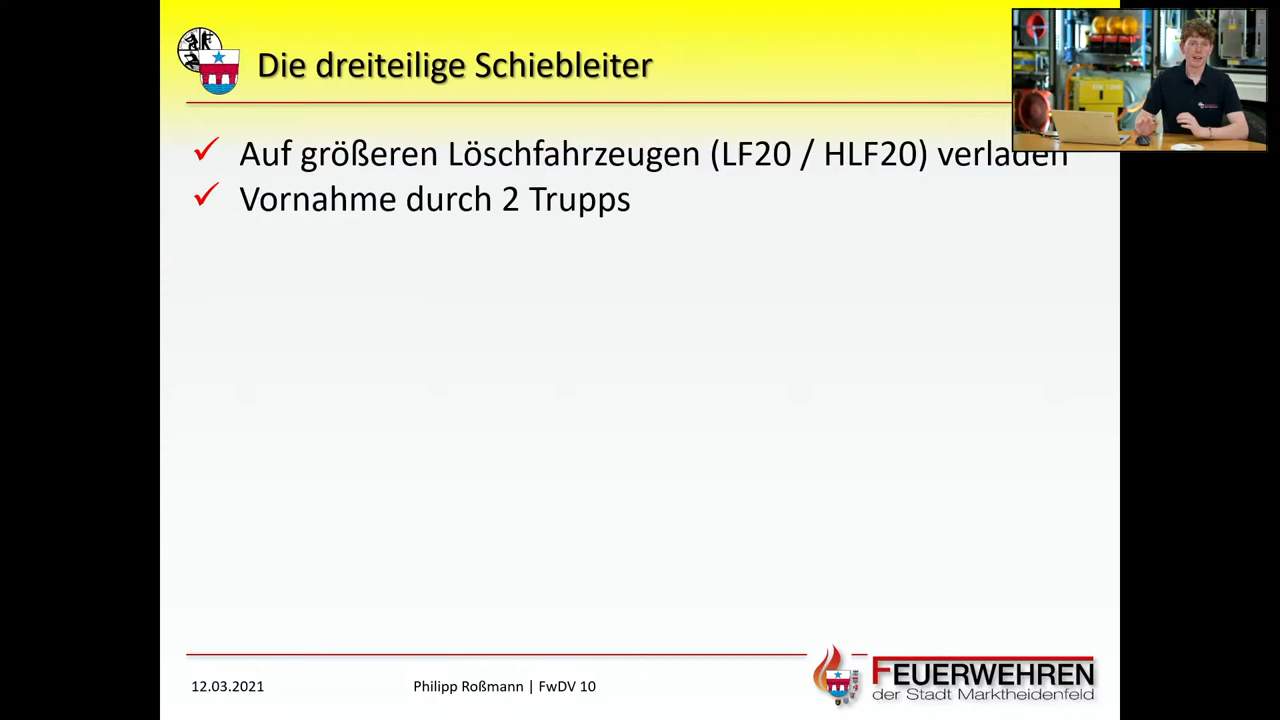 Die dreiteilige Schiebleiter
Auf größeren Löschfahrzeugen (LF20 / HLF20) verladen
Vornahme durch 2 Trupps
12.03.2021
Philipp Roßmann | FwDV 10
FEUERWEHREN
der Stadt Marktheidenfeld